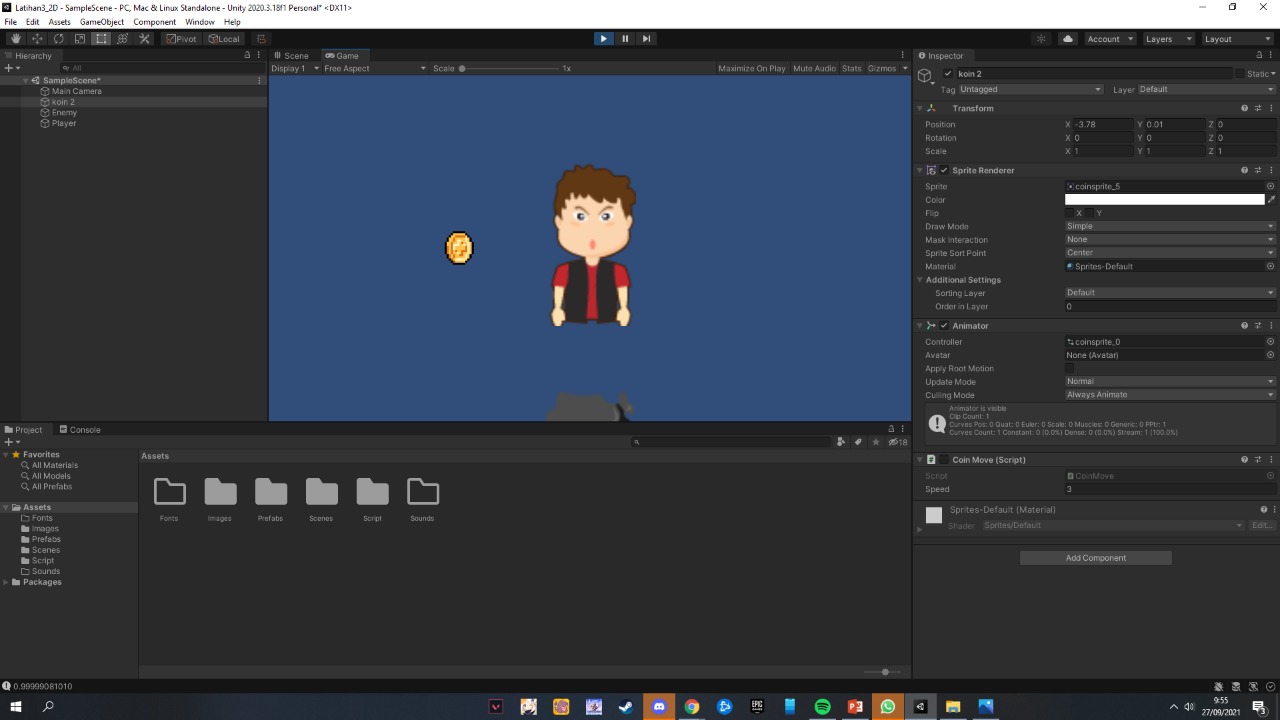 Latihan3_2D - SampleScene - PC, Mac & Linux Standalone - Unity 2020.3.18f1 Personal* <DX11>
File Edit Assets GameObject Component Window Help
Pivot Local Account Layers Layout
Hierarchy
All
SampleScene*
Main Camera
koin 2
Enemy
Player
Scene Game
Display 1 Free Aspect Scale 1x Maximize On Play Mute Audio Stats Gizmos
Inspector
koin 2 Static
Tag Untagged Layer Default
Transform
Position X -3.78 Y 0.01 Z 0
Rotation X 0 Y 0 Z 0
Scale X 1 Y 1 Z 1
Sprite Renderer
Sprite coinsprite_5
Color
Flip X Y
Draw Mode Simple
Mask Interaction None
Sprite Sort Point Center
Material Sprites-Default
Additional Settings
Sorting Layer Default
Order in Layer 0
Animator
Controller coinsprite_0
Avatar None (Avatar)
Apply Root Motion
Update Mode Normal
Culling Mode Always Animate
Animator is visible
Clip Count: 1
Curves Pos: 0 Quat: 0 Euler: 0 Scale: 0 Muscles: 0 Generic: 0 PPtr: 1
Curves Count: 1 Constant: 0 (0.0%) Dense: 0 (0.0%) Stream: 1 (100.0%)
Coin Move (Script)
Script CoinMove
Speed 3
Sprites-Default (Material)
Shader Sprites/Default Edit...
Add Component
Project Console
18
Favorites
All Materials
All Models
All Prefabs
Assets
Fonts
Images
Prefabs
Scenes
Script
Sounds
Packages
Assets
Fonts Images Prefabs Scenes Script Sounds
0.99999081010
EPIC GAMES
9:55
27/09/2021